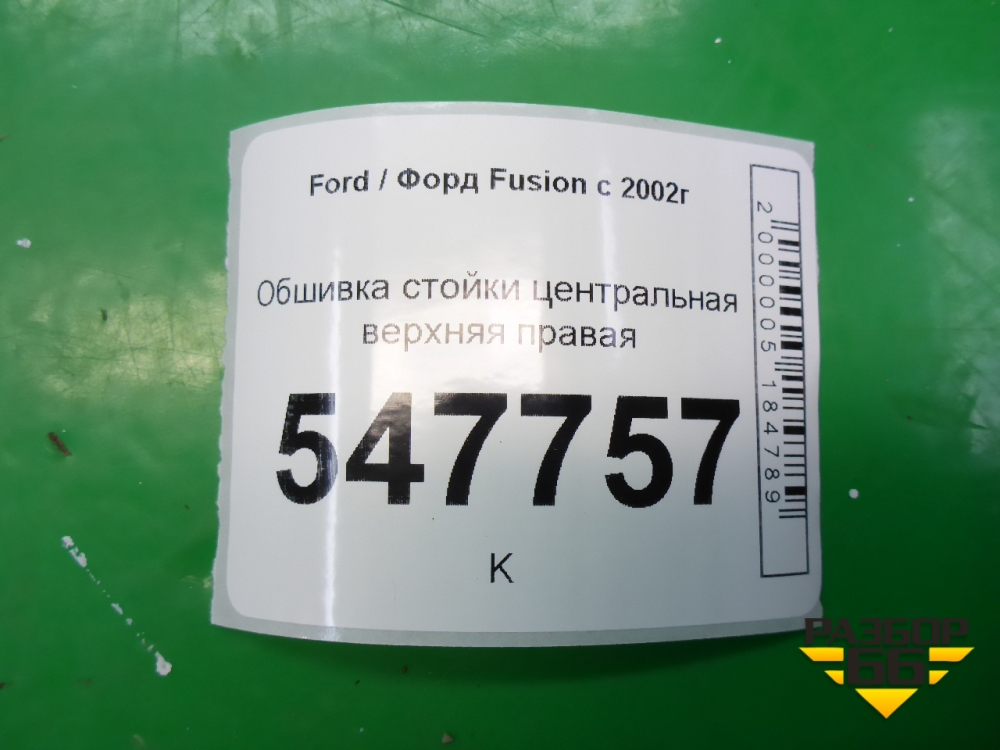 Ford / Форд Fusion с 2002г
Обшивка стойки центральная
верхняя правая
547757
К
2000005184789
РАЗБОР
66